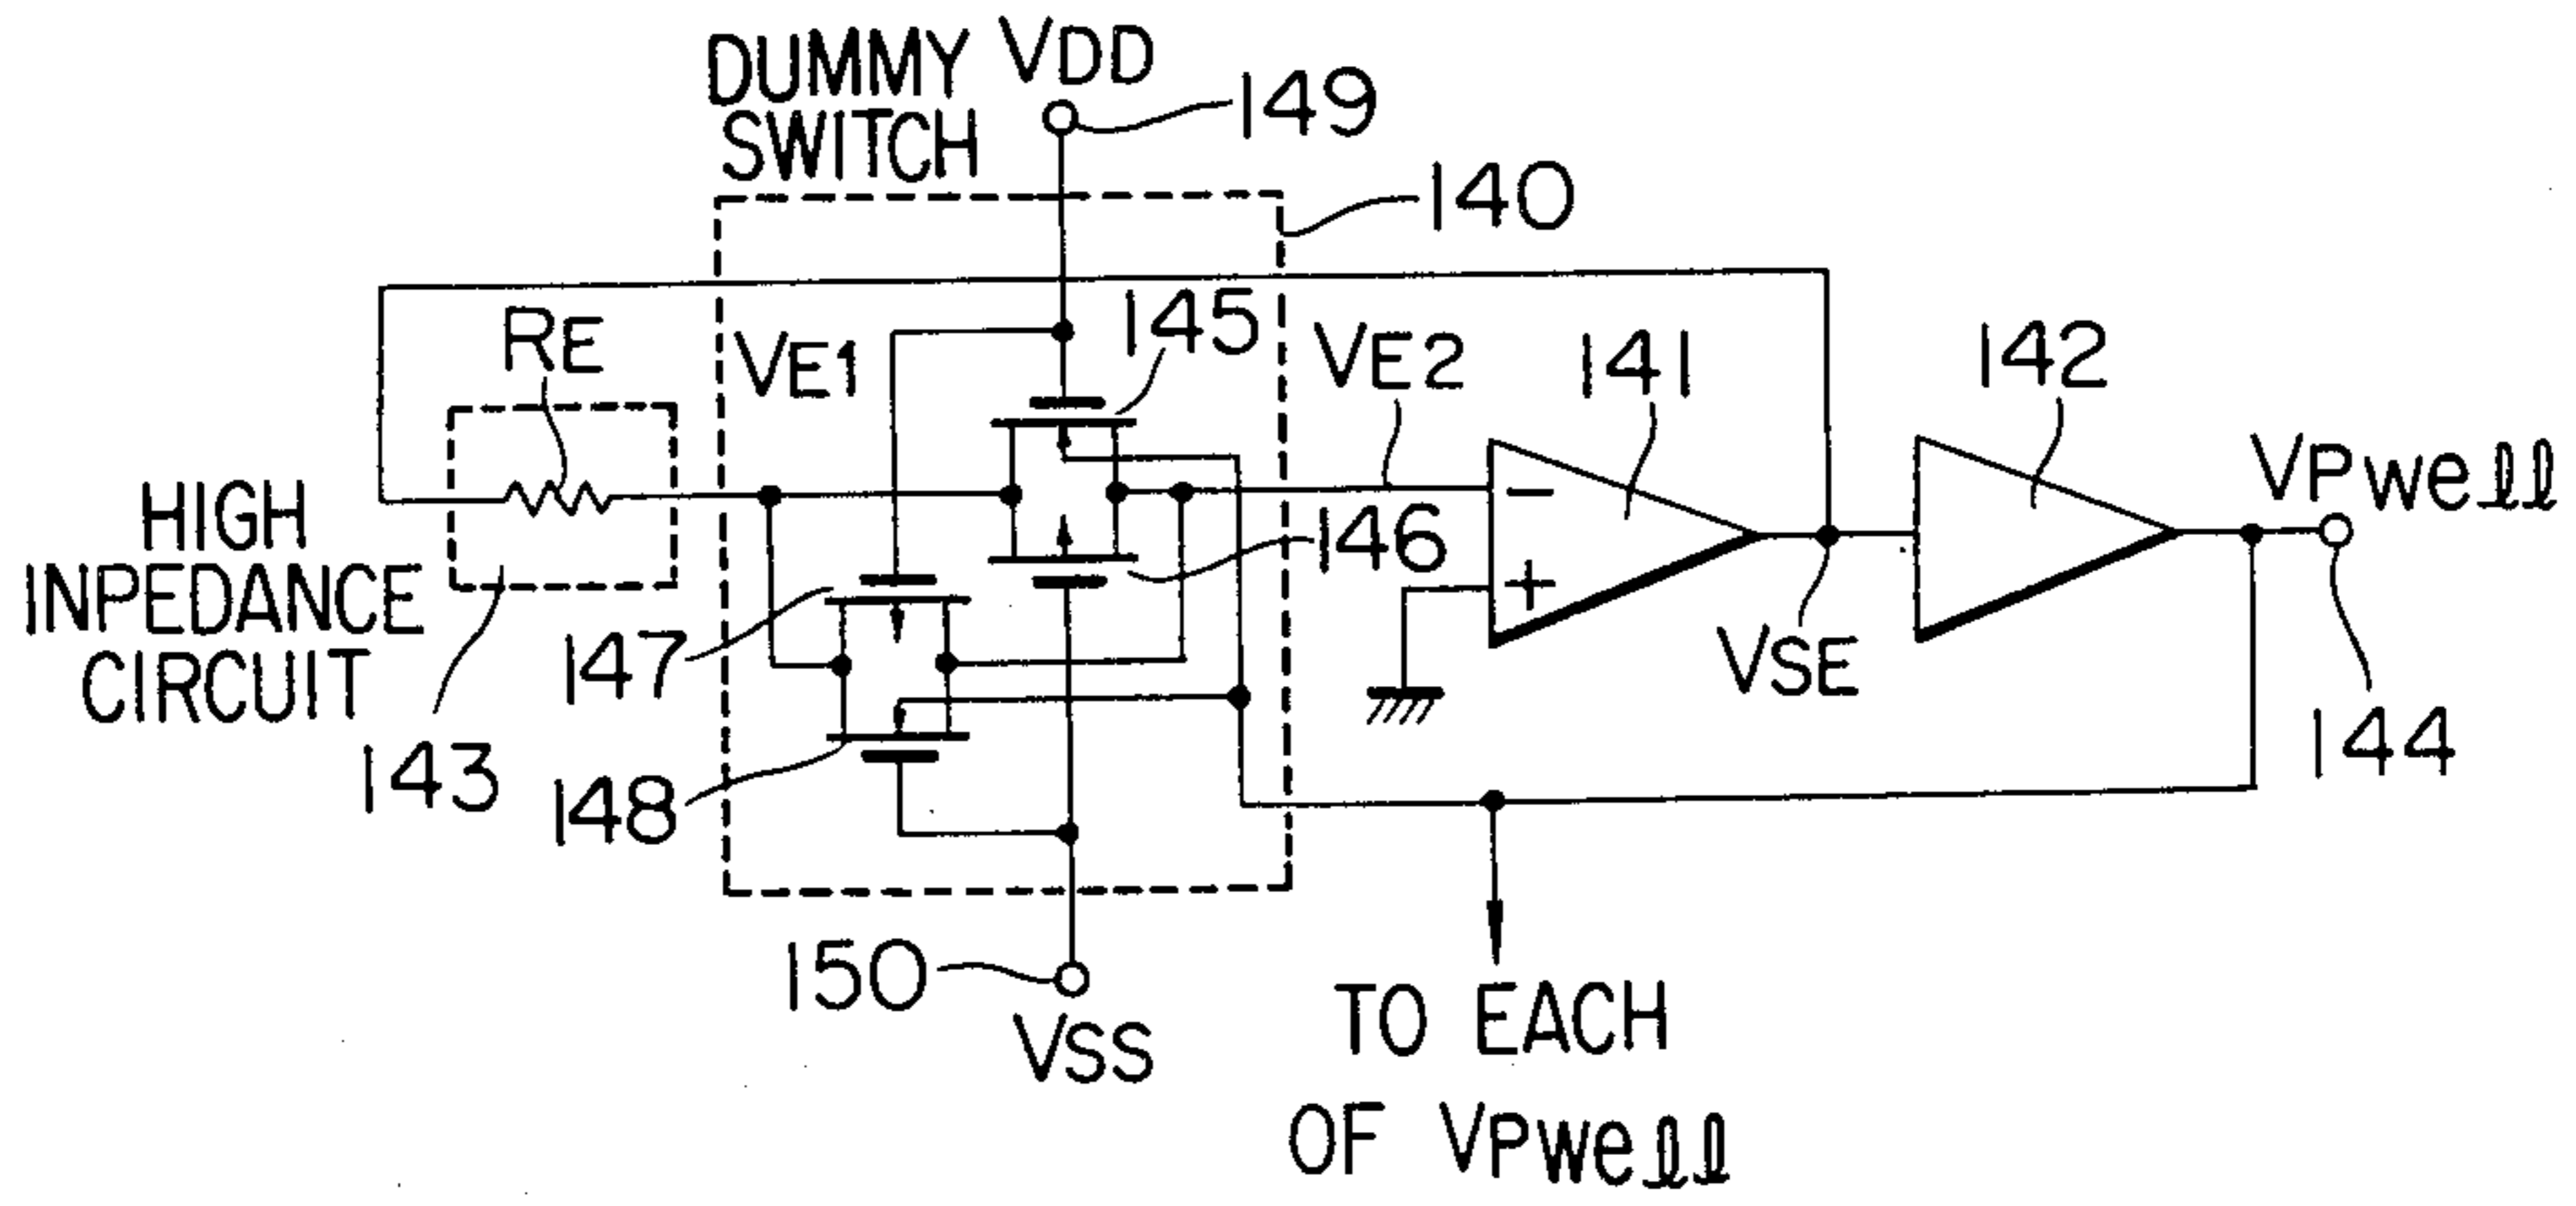 DUMMY
SWITCH
VDD
149
140
145
RE
VE1
VE2
141
142
VPwell
HIGH
INPEDANCE
CIRCUIT
143
146
147
148
−
+
VSE
144
150
VSS
TO EACH
OF VPwell